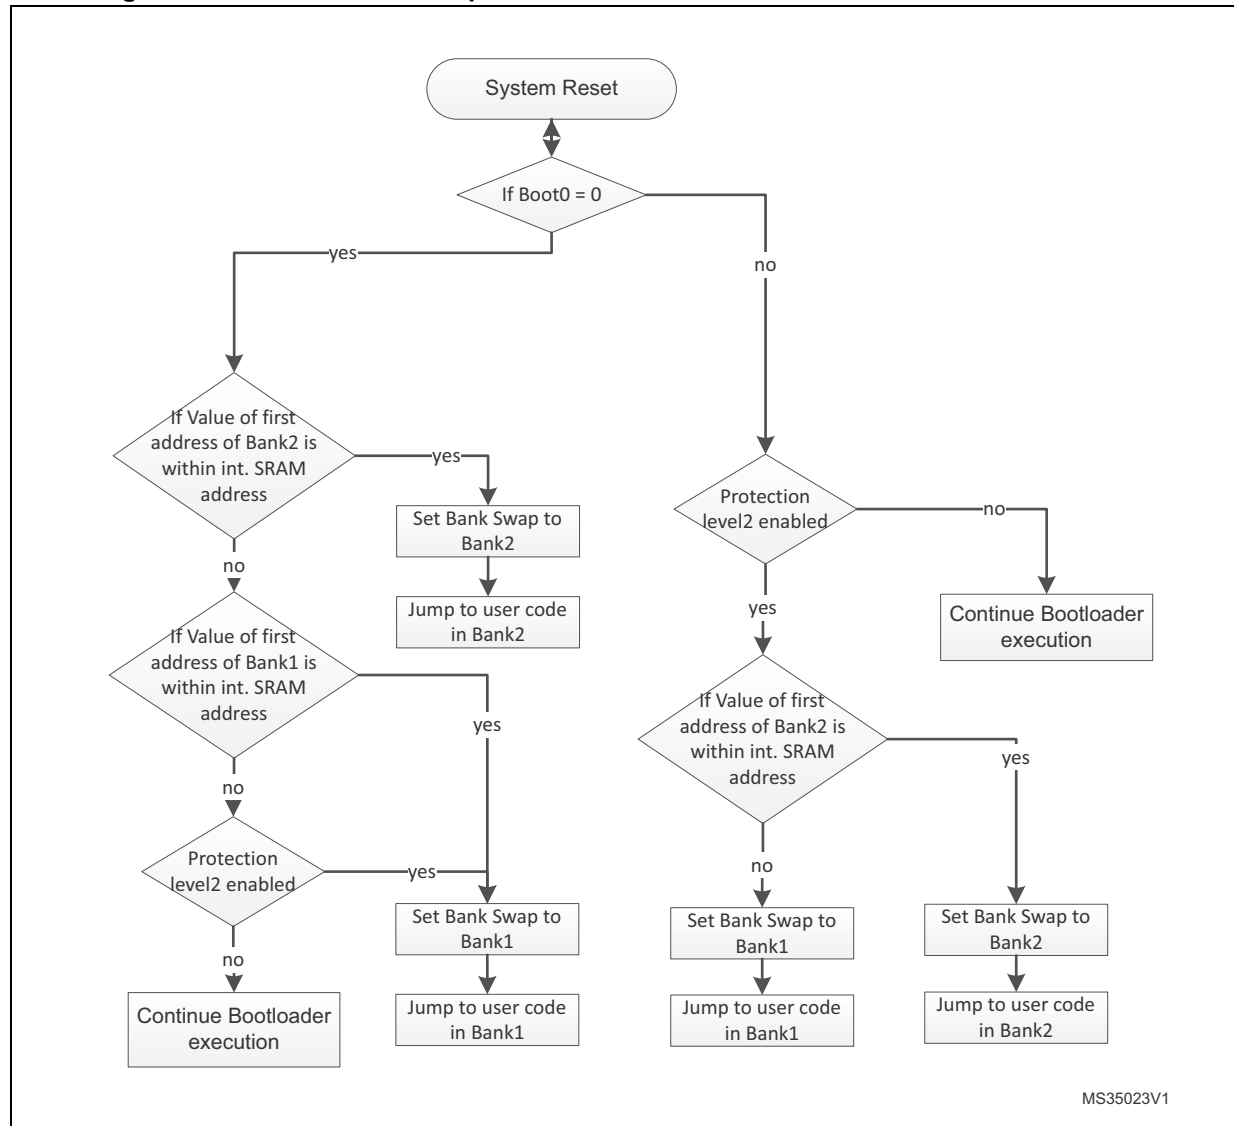 System Reset
If Boot0 = 0
yes
no
If Value of first
address of Bank2 is
within int. SRAM
address
yes
Set Bank Swap to
Bank2
Jump to user code
in Bank2
no
If Value of first
address of Bank1 is
within int. SRAM
address
yes
no
Protection
level2 enabled
yes
Set Bank Swap to
Bank1
Jump to user code
in Bank1
no
Continue Bootloader
execution
Protection
level2 enabled
no
Continue Bootloader
execution
yes
If Value of first
address of Bank2 is
within int. SRAM
address
yes
no
Set Bank Swap to
Bank1
Jump to user code
in Bank1
Set Bank Swap to
Bank2
Jump to user code
in Bank2
MS35023V1